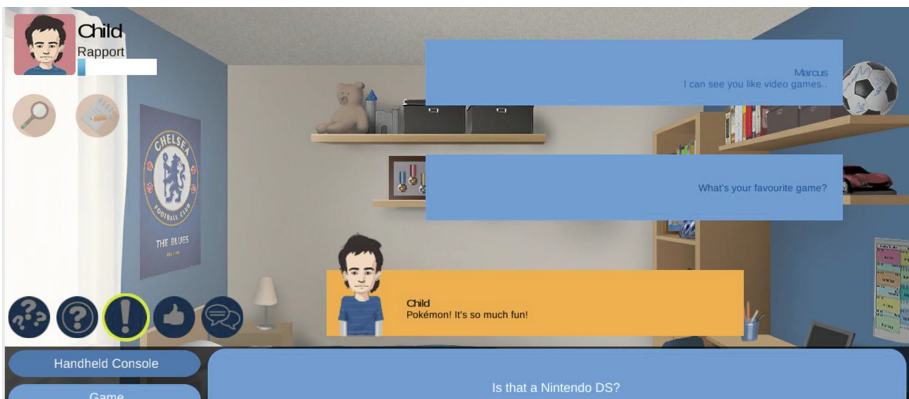 Child
Rapport
Marcus
I can see you like video games..
CHELSEA
FOOTBALL CLUB
THE BLUES
What's your favourite game?
Child
Pokémon! It's so much fun!
Handheld Console
Game
Is that a Nintendo DS?